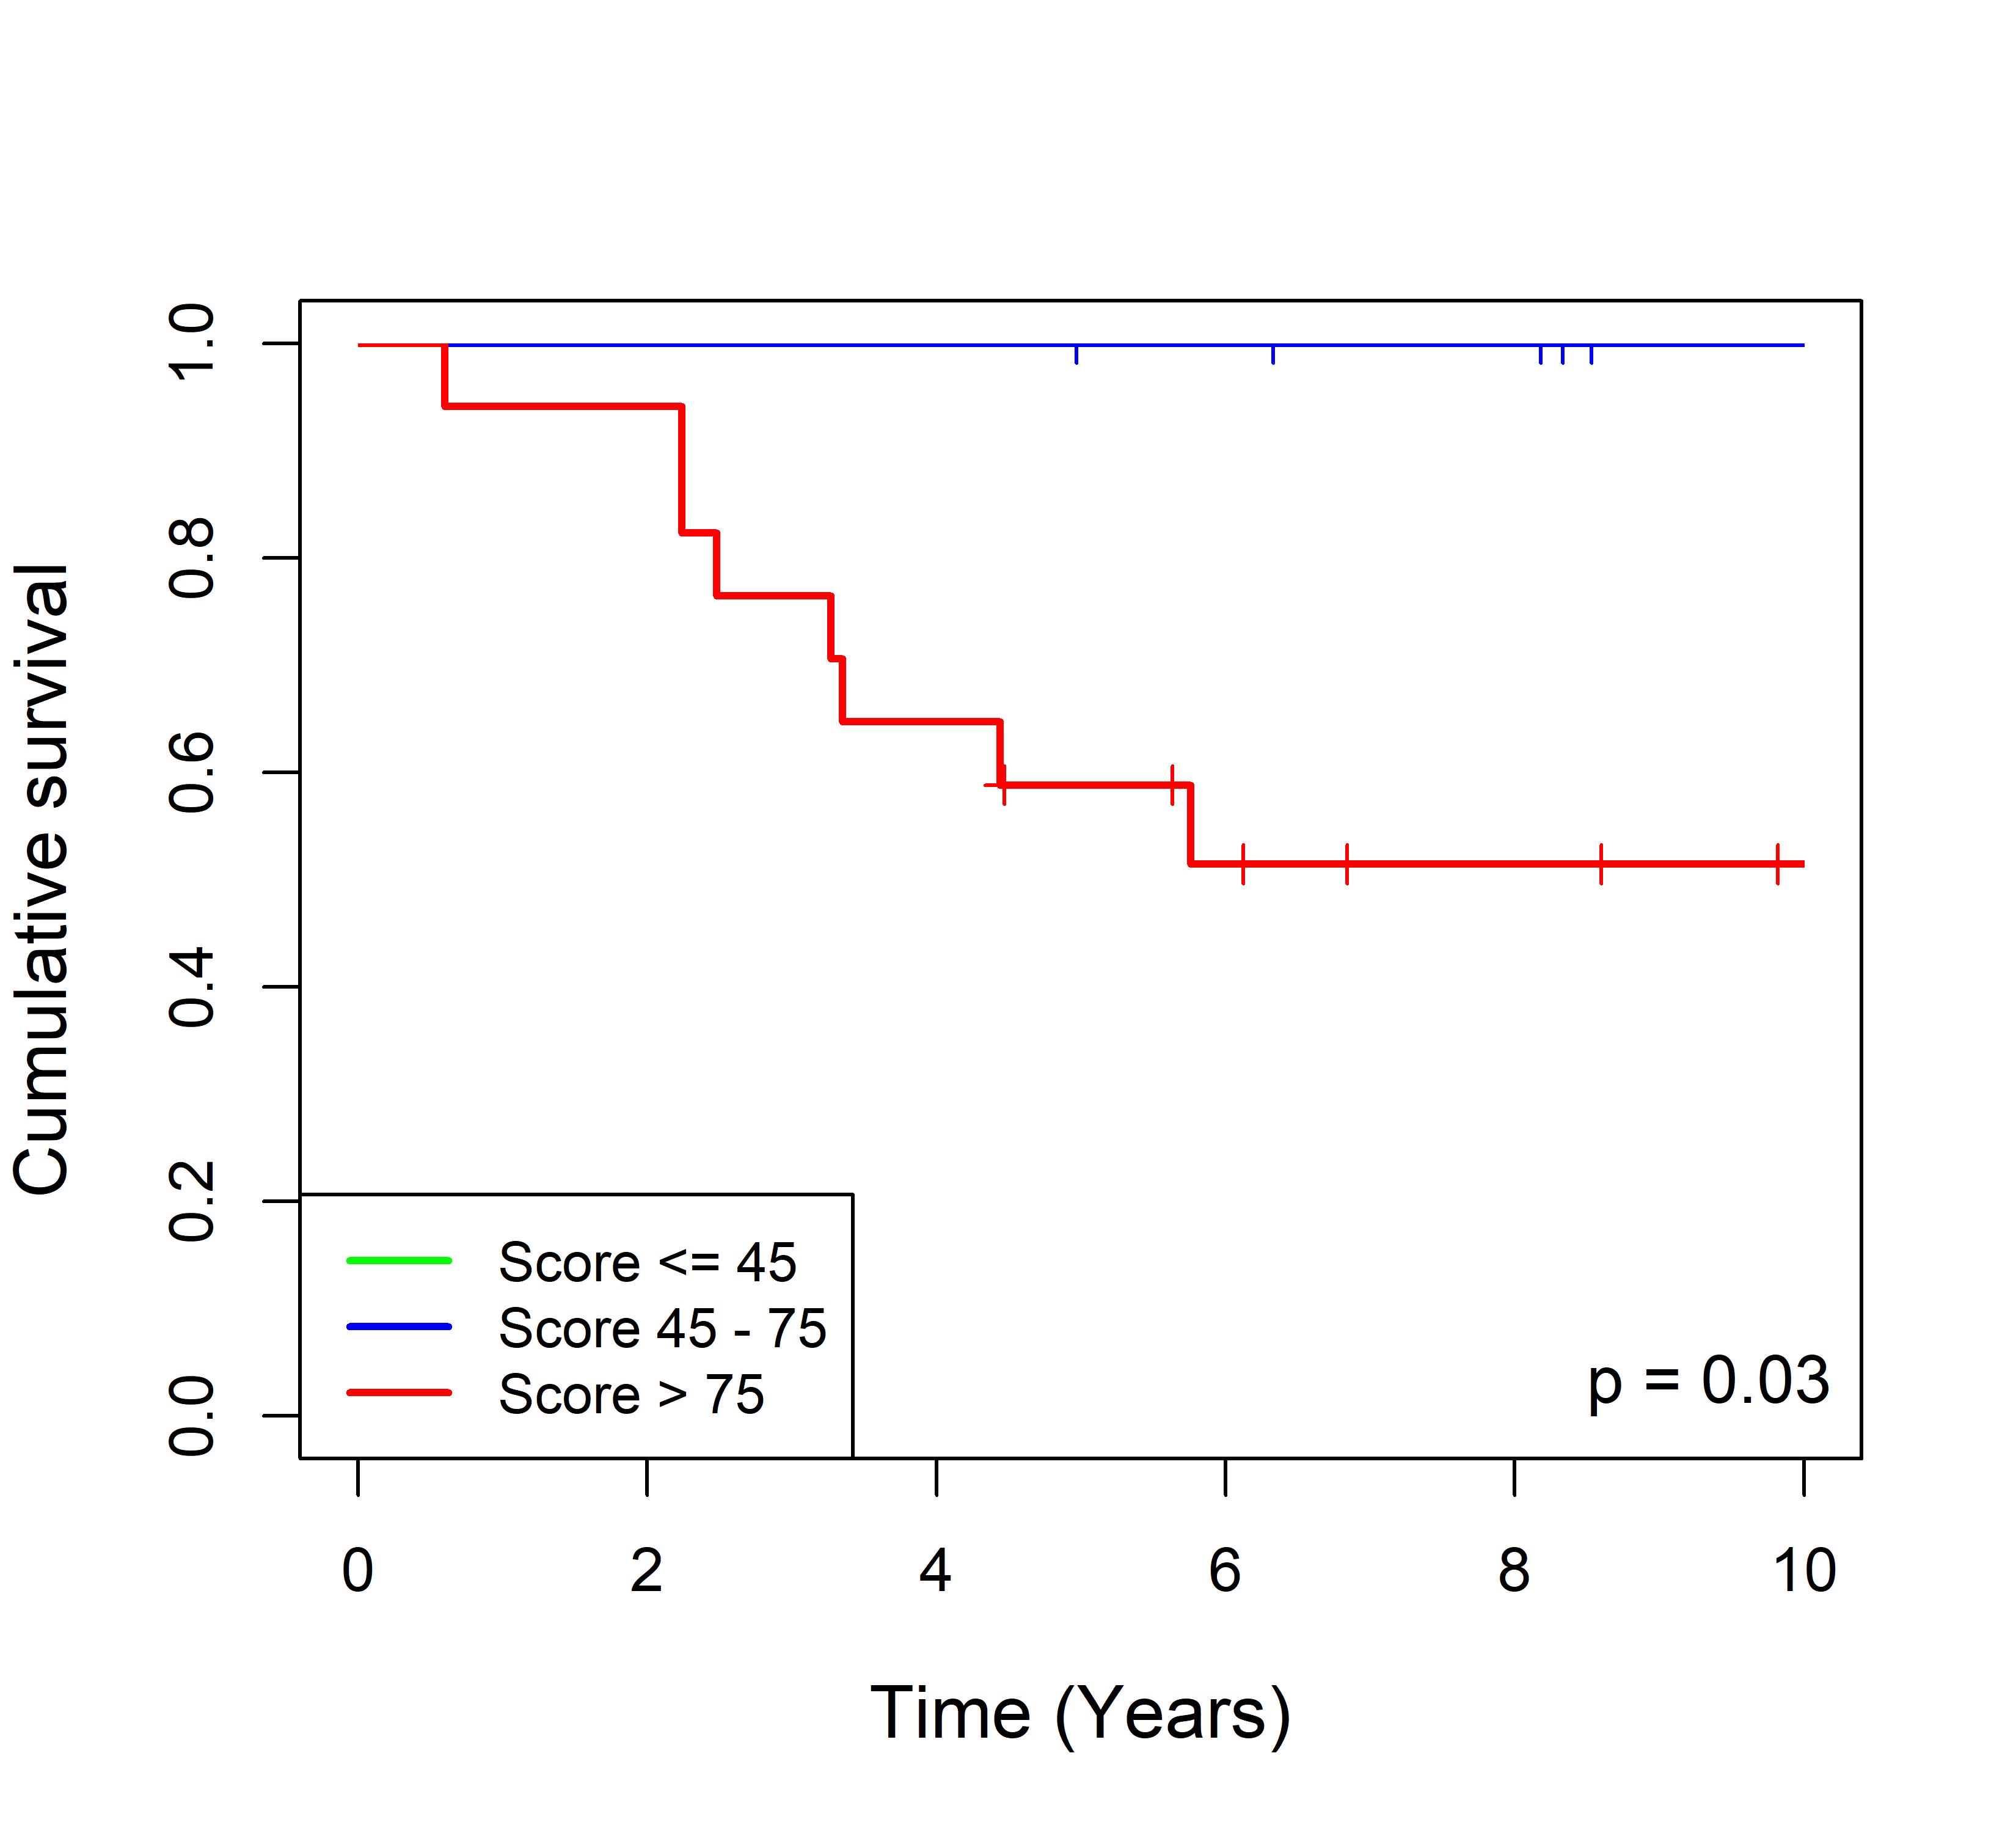 Cumulative survival
1.0
0.8
0.6
0.4
0.2
0.0
Score <= 45
Score 45 - 75
Score > 75
p = 0.03
0 2 4 6 8 10
Time (Years)